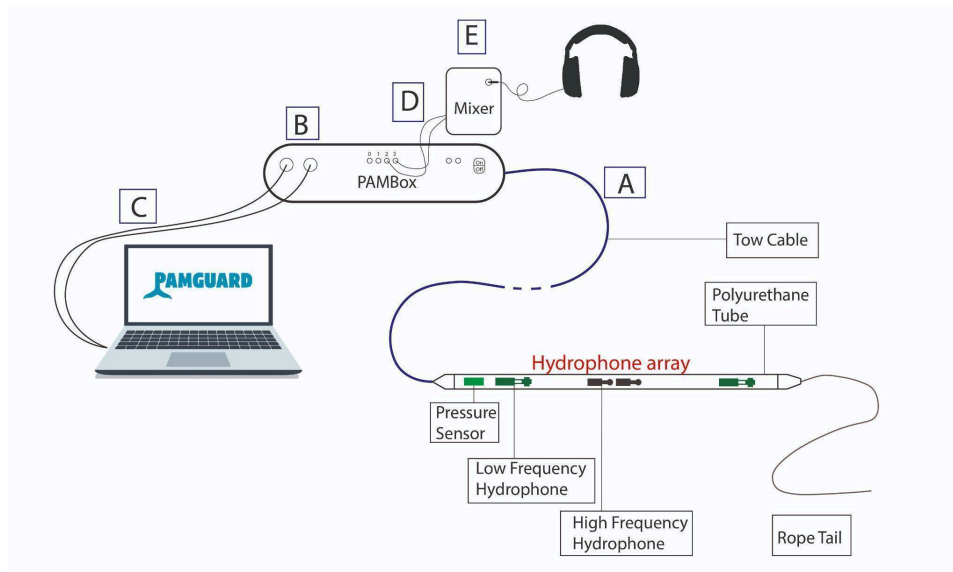 E
D
Mixer
B
0 1 2 3
On
Off
PAMBox
A
C
Tow Cable
PAMGUARD
Polyurethane
Tube
Hydrophone array
Pressure
Sensor
Low Frequency
Hydrophone
High Frequency
Hydrophone
Rope Tail